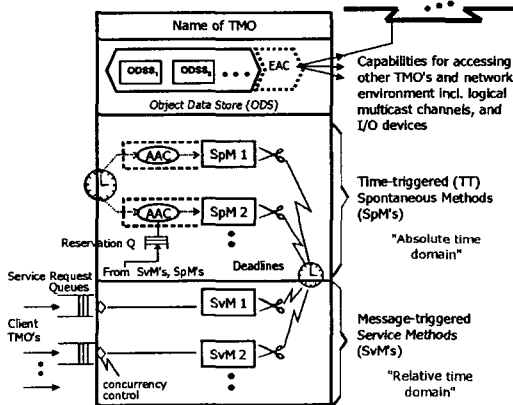 Name of TMO
ODSS1
ODSS2
EAC
Object Data Store (ODS)
Capabilities for accessing
other TMO's and network
environment incl. logical
multicast channels, and
I/O devices
AAC
SpM 1
AAC
SpM 2
Reservation Q
From SvM's, SpM's
Deadlines
Time-triggered (TT)
Spontaneous Methods
(SpM's)
"Absolute time
domain"
Service Request
Queues
Client
TMO's
SvM 1
SvM 2
concurrency
control
Message-triggered
Service Methods
(SvM's)
"Relative time
domain"